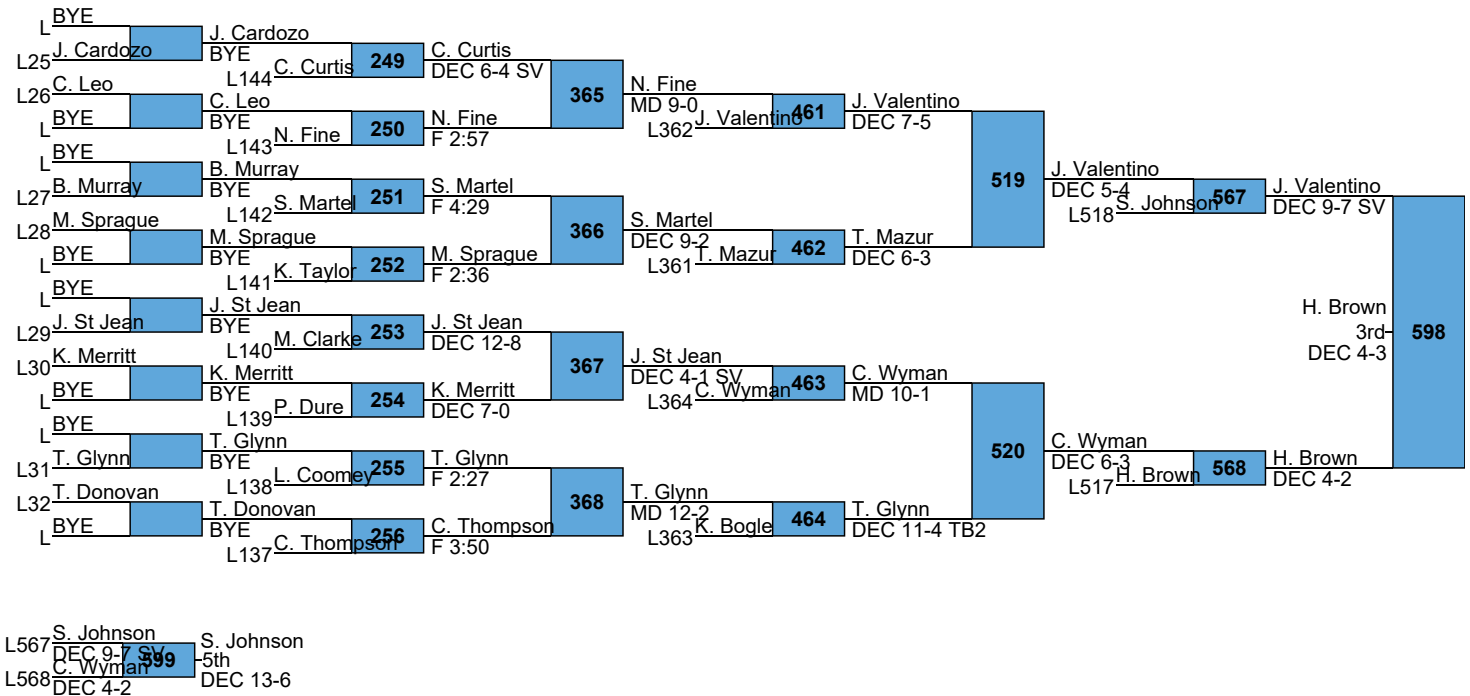 BYE
L
J. Cardozo
L25
J. Cardozo
BYE
C. Leo
L26
BYE
L
C. Leo
BYE
BYE
L
B. Murray
L27
B. Murray
BYE
M. Sprague
L28
BYE
L
M. Sprague
BYE
BYE
L
J. St Jean
L29
J. St Jean
BYE
K. Merritt
L30
BYE
L
K. Merritt
BYE
BYE
L
T. Glynn
L31
T. Glynn
BYE
T. Donovan
L32
BYE
L
T. Donovan
BYE
L144
C. Curtis
249
C. Curtis
DEC 6-4 SV
L143
N. Fine
250
N. Fine
F 2:57
L142
S. Martel
251
S. Martel
F 4:29
L141
K. Taylor
252
M. Sprague
F 2:36
L140
M. Clarke
253
J. St Jean
DEC 12-8
L139
P. Dure
254
K. Merritt
DEC 7-0
L138
L. Coomey
255
T. Glynn
F 2:27
L137
C. Thompson
256
C. Thompson
F 3:50
365
N. Fine
MD 9-0
366
S. Martel
DEC 9-2
367
J. St Jean
DEC 4-1 SV
368
T. Glynn
MD 12-2
L362
J. Valentino
461
J. Valentino
DEC 7-5
L361
T. Mazur
462
T. Mazur
DEC 6-3
L364
C. Wyman
463
C. Wyman
MD 10-1
L363
K. Bogle
464
T. Glynn
DEC 11-4 TB2
519
J. Valentino
DEC 5-4
520
C. Wyman
DEC 6-3
L518
S. Johnson
567
J. Valentino
DEC 9-7 SV
L517
H. Brown
568
H. Brown
DEC 4-2
598
H. Brown
3rd
DEC 4-3
L567
S. Johnson
DEC 9-7 SV
L568
C. Wyman
DEC 4-2
599
S. Johnson
5th
DEC 13-6